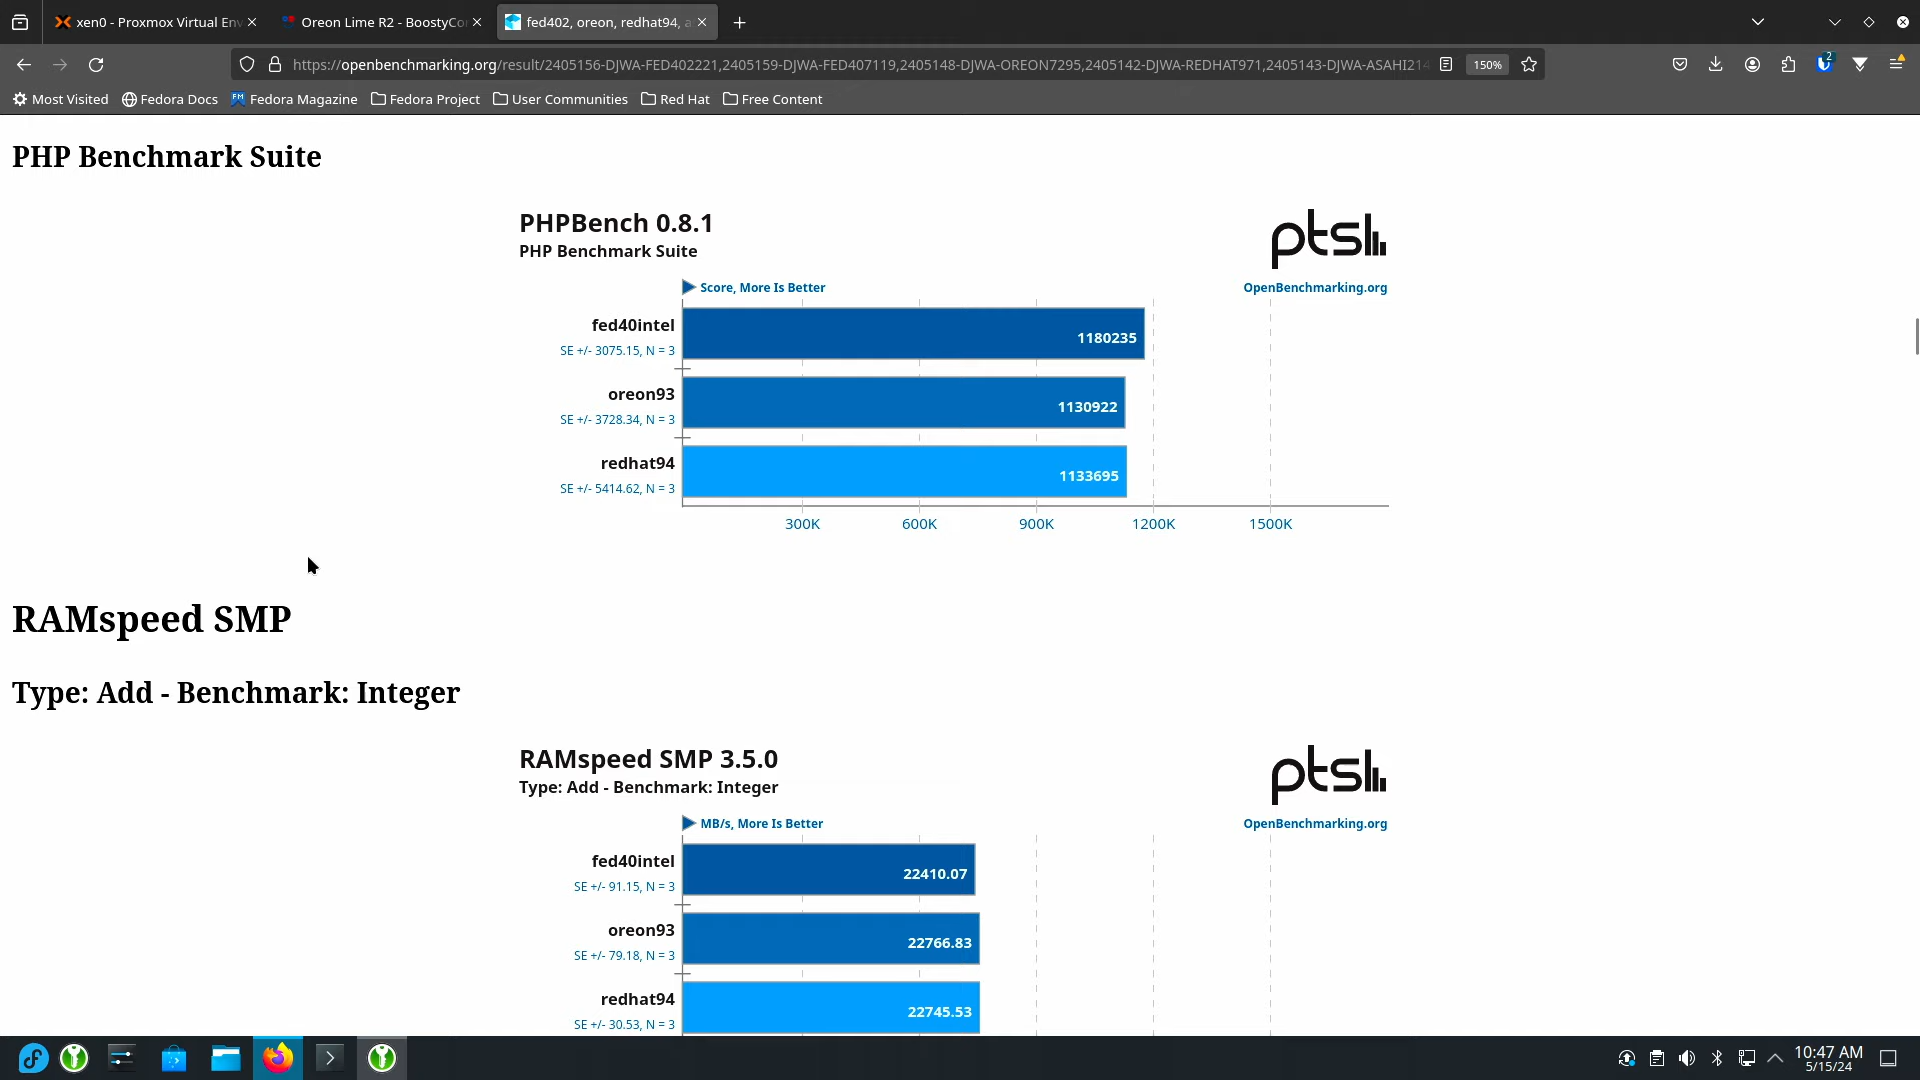 xen0 - Proxmox Virtual Env
Oreon Lime R2 - BoostyCo
fed402, oreon, redhat94, a
https://openbenchmarking.org/result/2405156-DJWA-FED402221,2405159-DJWA-FED407119,2405148-DJWA-OREON7295,2405142-DJWA-REDHAT971,2405143-DJWA-ASAHI214
150%
2
Most Visited
Fedora Docs
Fedora Magazine
Fedora Project
User Communities
Red Hat
Free Content
PHP Benchmark Suite
PHPBench 0.8.1
PHP Benchmark Suite
ptsl
Score, More Is Better
OpenBenchmarking.org
fed40intel
SE +/- 3075.15, N = 3
1180235
oreon93
SE +/- 3728.34, N = 3
1130922
redhat94
SE +/- 5414.62, N = 3
1133695
300K
600K
900K
1200K
1500K
RAMspeed SMP
Type: Add - Benchmark: Integer
RAMspeed SMP 3.5.0
Type: Add - Benchmark: Integer
ptsl
MB/s, More Is Better
OpenBenchmarking.org
fed40intel
SE +/- 91.15, N = 3
22410.07
oreon93
SE +/- 79.18, N = 3
22766.83
redhat94
SE +/- 30.53, N = 3
22745.53
10:47 AM
5/15/24